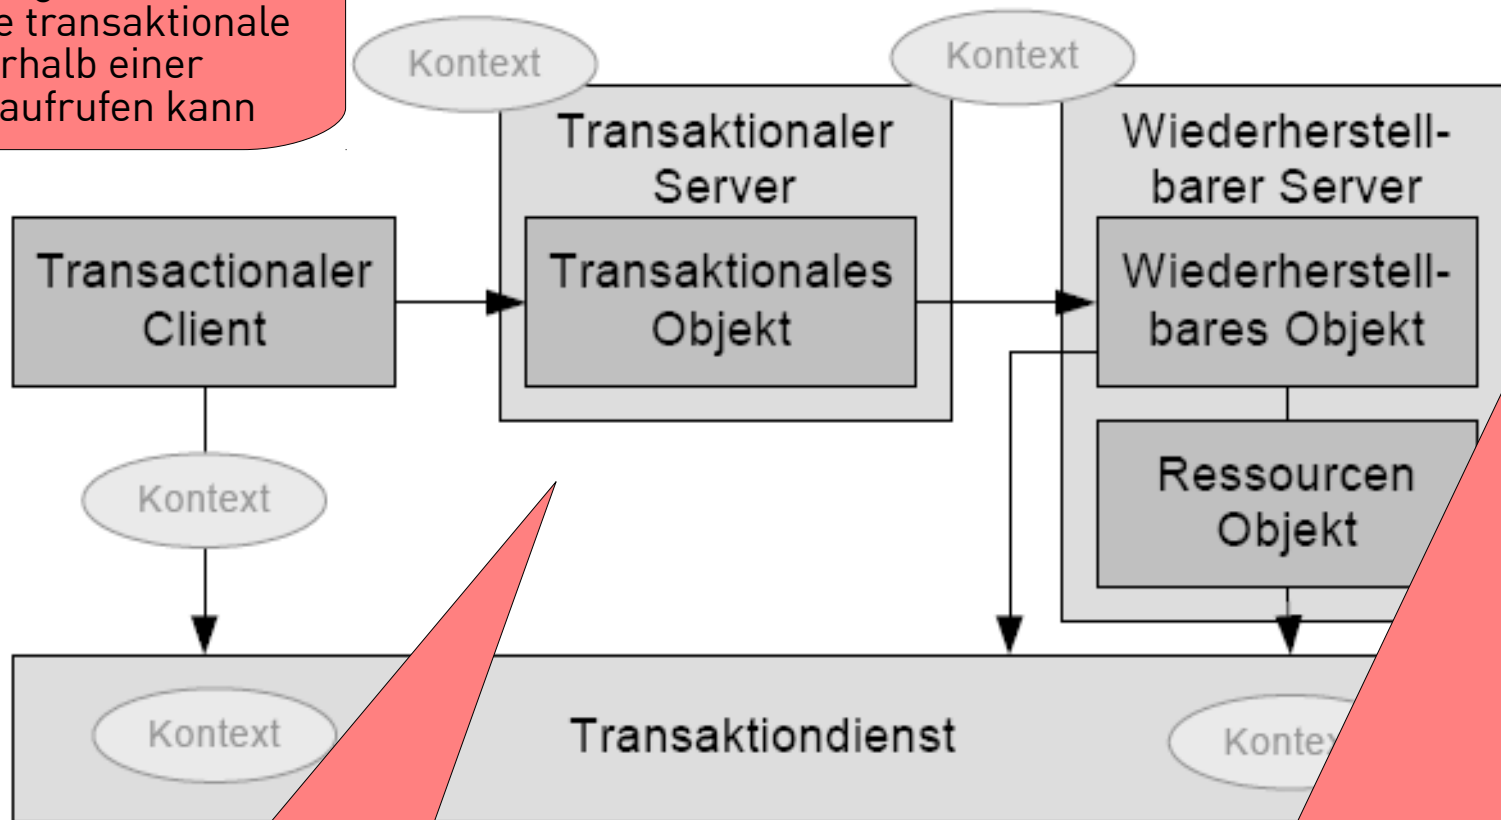 e transaktionale
rhalb einer
aufrufen kann
Kontext
Kontext
Transaktionaler
Server
Wiederherstell-
barer Server
Transactionaler
Client
Transaktionales
Objekt
Wiederherstell-
bares Objekt
Kontext
Ressourcen
Objekt
Kontext
Transaktiondienst
Kontex